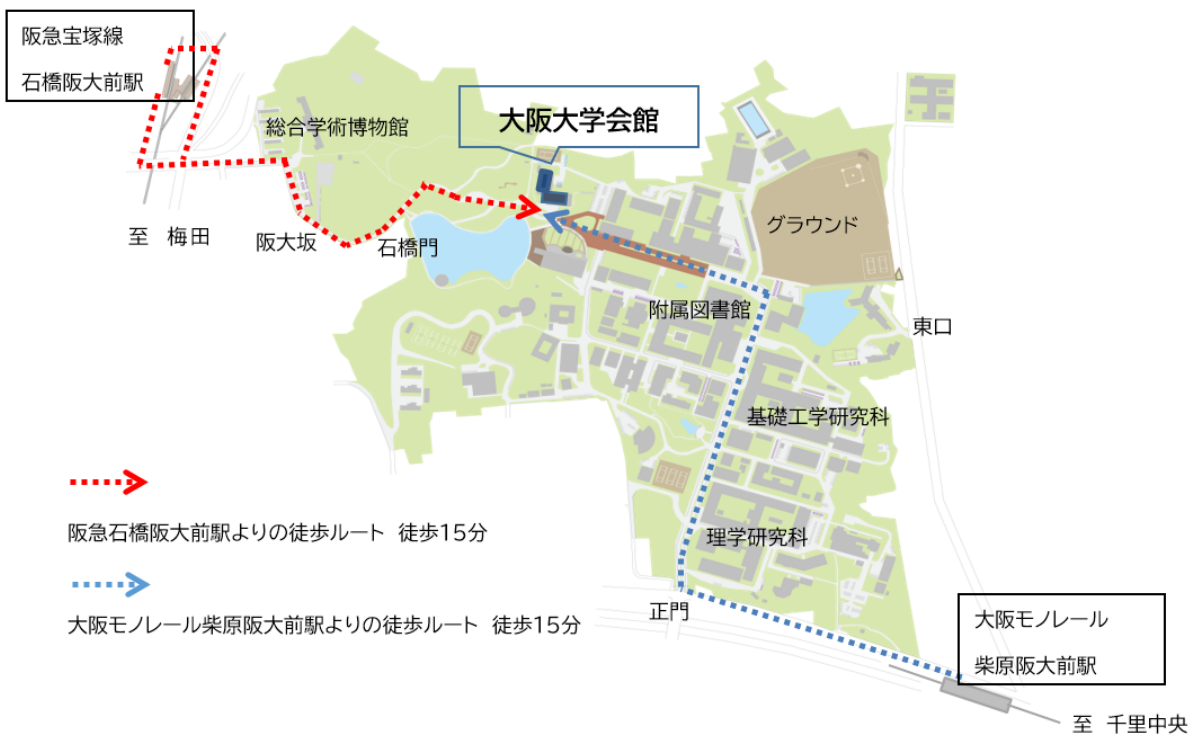 阪急宝塚線
石橋阪大前駅
総合学術博物館
大阪大学会館
グラウンド
至 梅田
阪大坂
石橋門
附属図書館
東口
基礎工学研究科
阪急石橋阪大前駅よりの徒歩ルート 徒歩15分
理学研究科
大阪モノレール柴原阪大前駅よりの徒歩ルート 徒歩15分
正門
大阪モノレール
柴原阪大前駅
至 千里中央